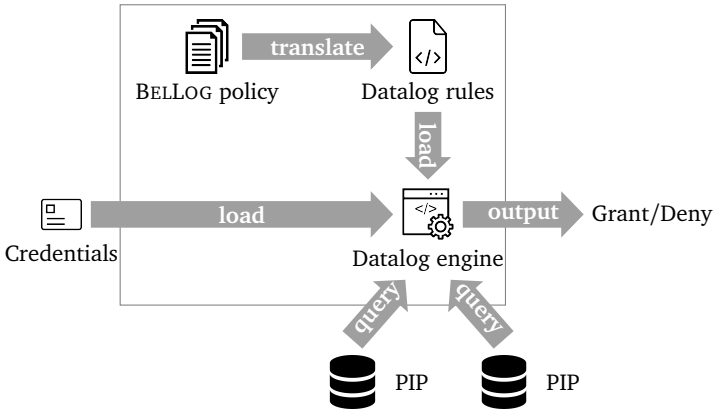 translate
BELLOG policy
Datalog rules
load
</>
</>
load
output
Grant/Deny
Credentials
Datalog engine
query
query
PIP
PIP